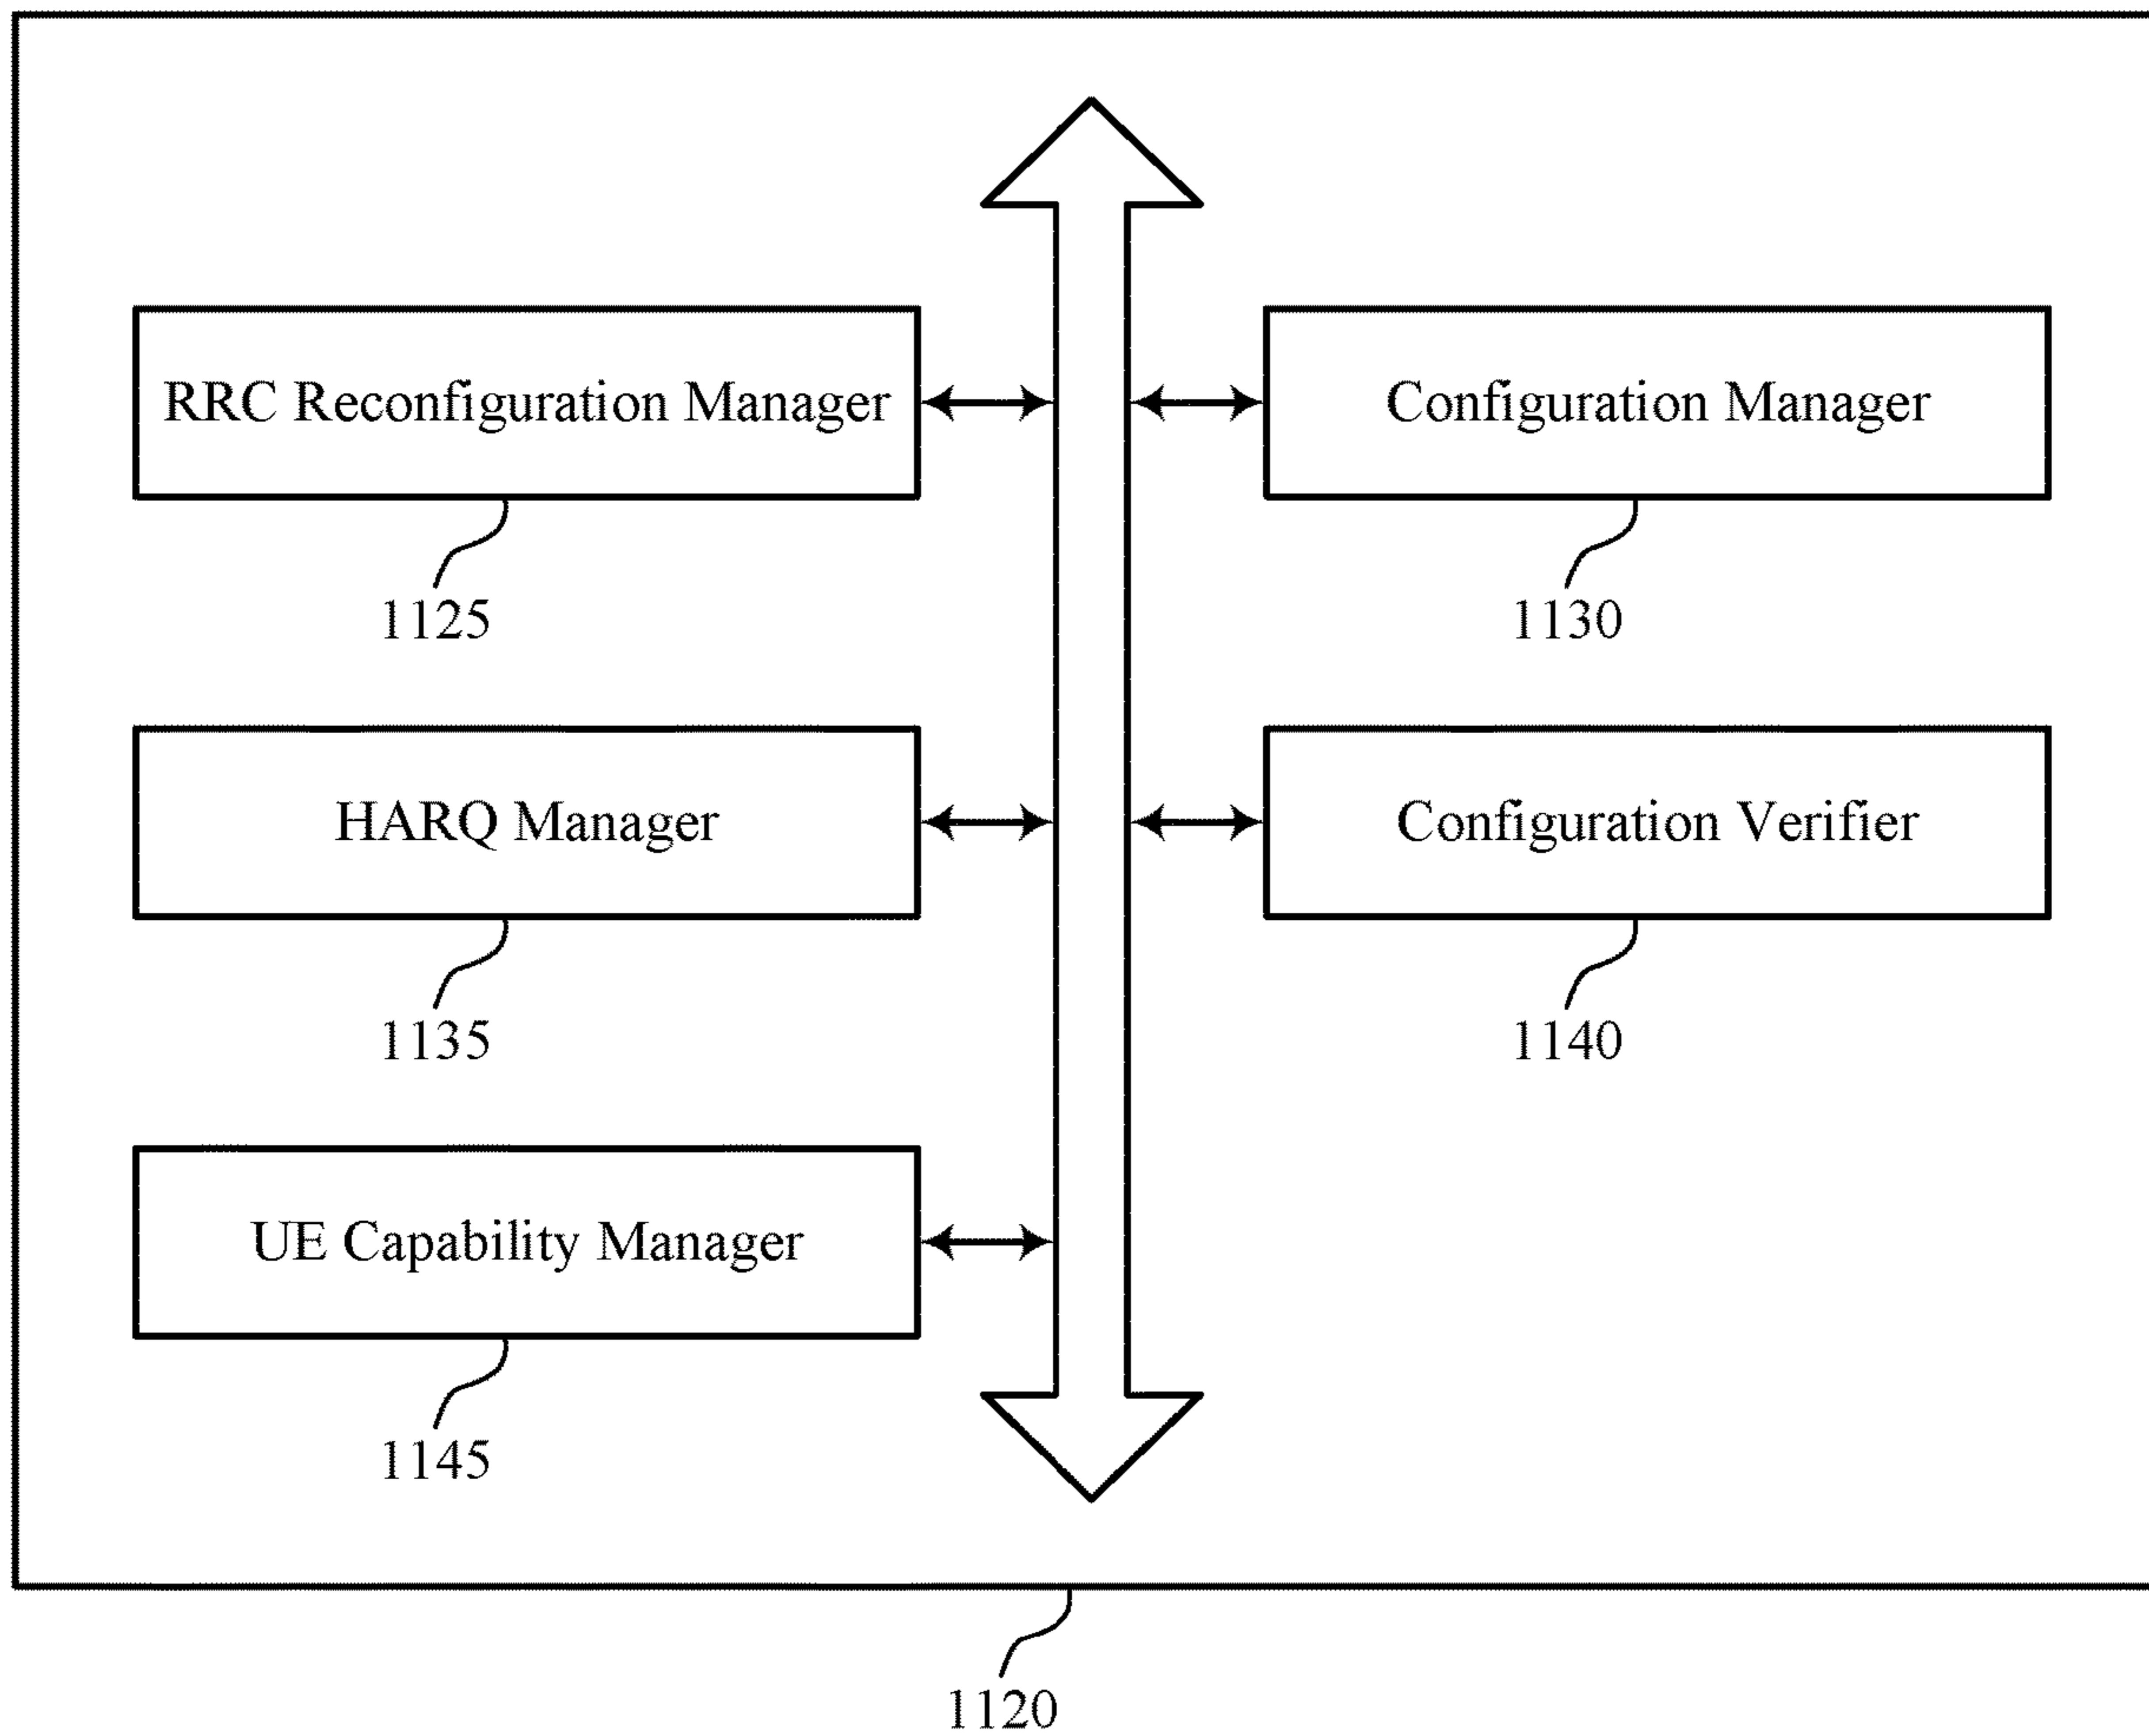 RRC Reconfiguration Manager
Configuration Manager
1125
1130
HARQ Manager
Configuration Verifier
1135
1140
UE Capability Manager
1145
1120